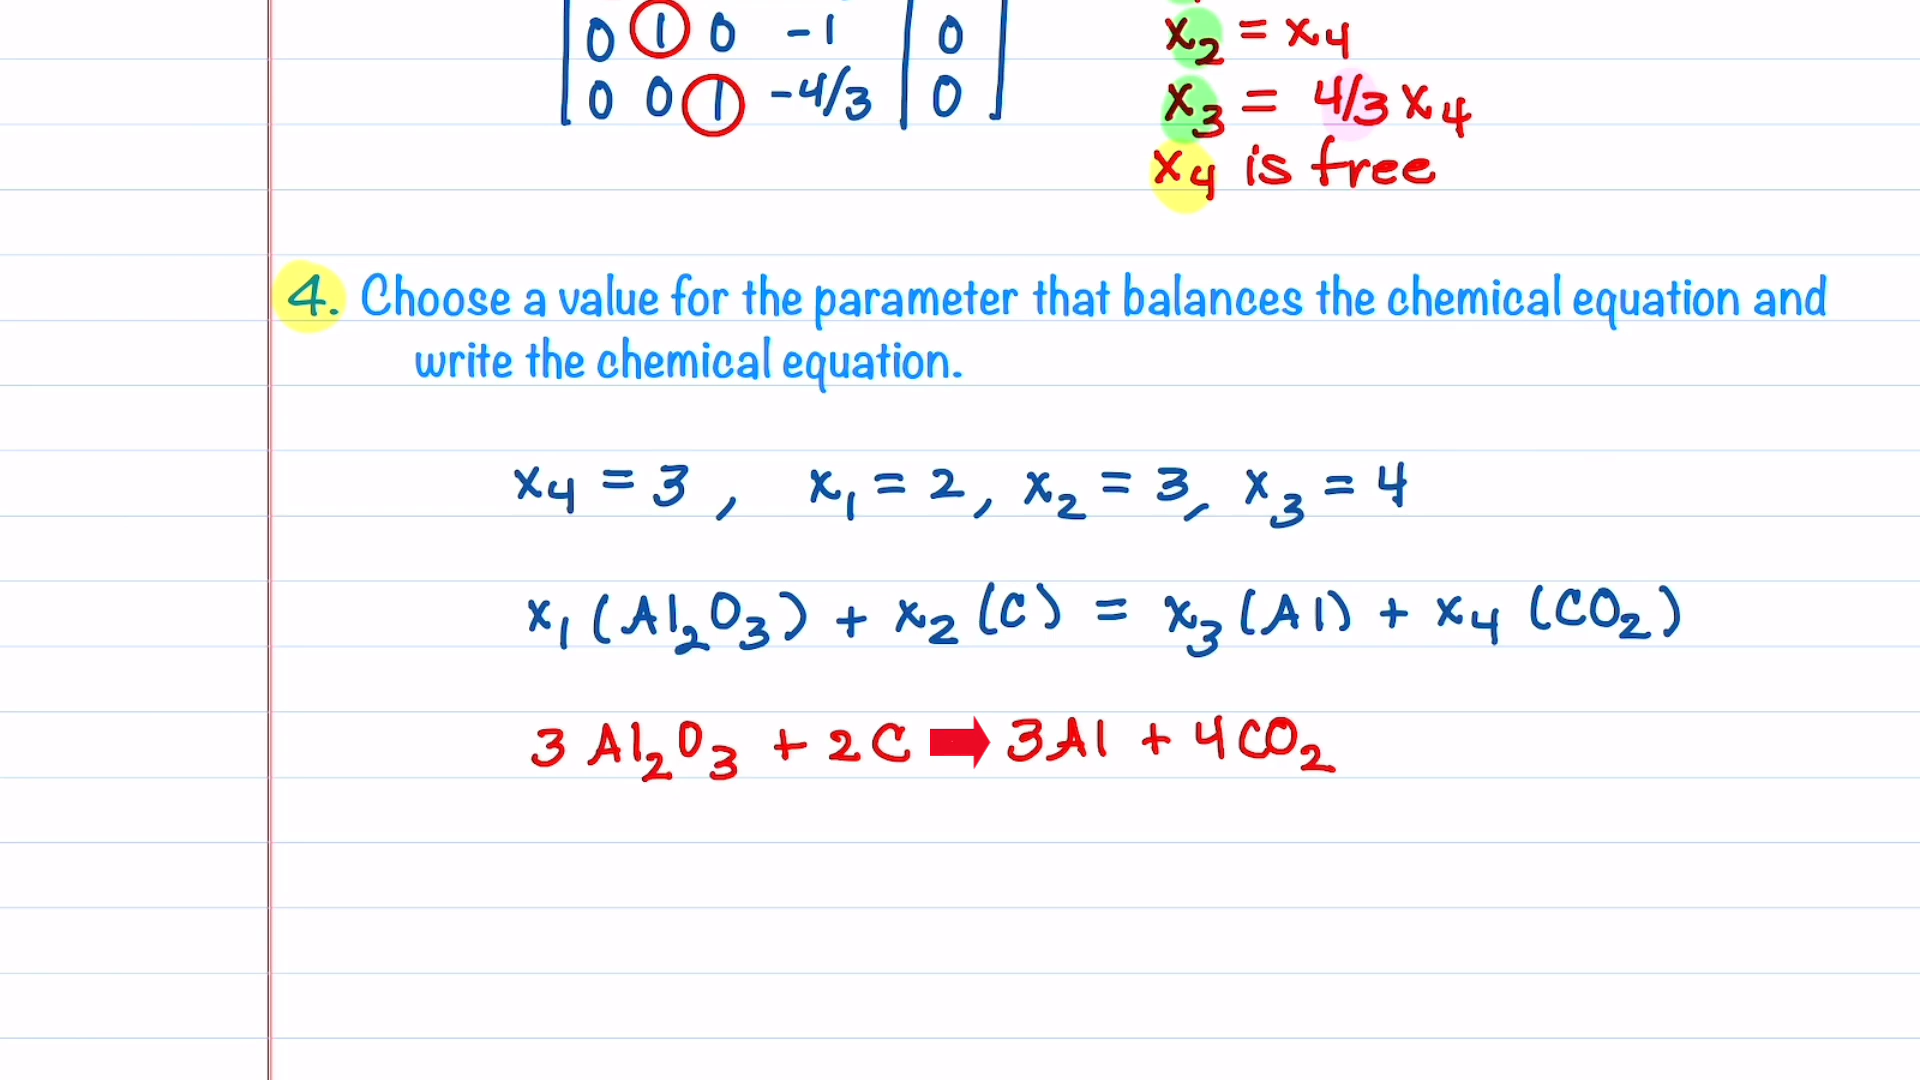 0 1 0 -1 | 0
x₂ = x₄
0 0 1 -4/3 | 0
x₃ = 4/3 x₄
x₄ is free
4. Choose a value for the parameter that balances the chemical equation and
write the chemical equation.
x₄ = 3, x₁ = 2, x₂ = 3, x₃ = 4
x₁ (Al₂O₃) + x₂ (C) = x₃ (Al) + x₄ (CO₂)
3 Al₂O₃ + 2C ➡ 3Al + 4CO₂